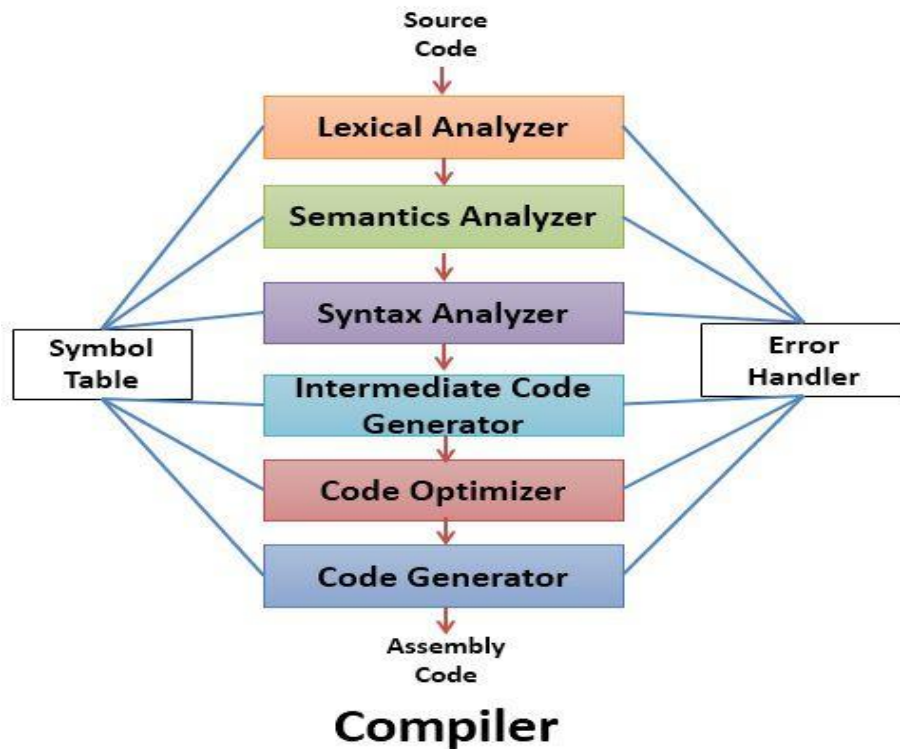 Source
Code
Lexical Analyzer
Semantics Analyzer
Syntax Analyzer
Symbol
Table
Error
Handler
Intermediate Code
Generator
Code Optimizer
Code Generator
Assembly
Code
Compiler